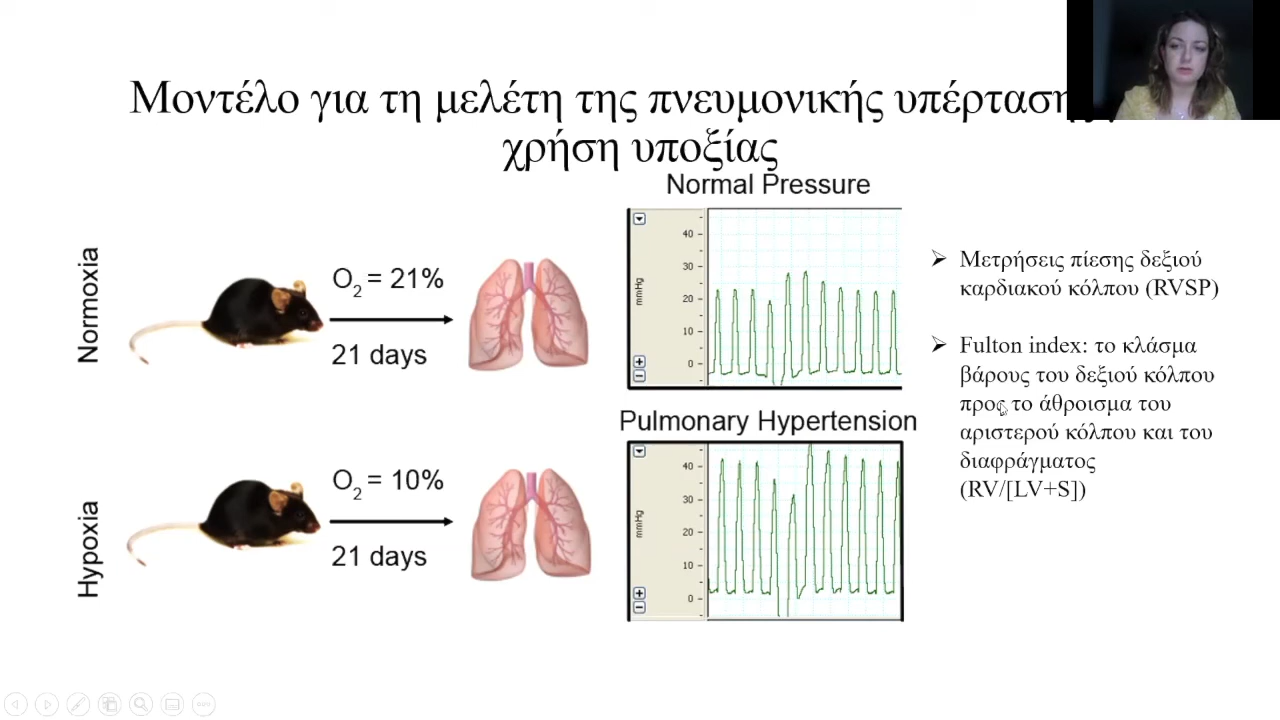 Μοντέλο για τη μελέτη της πνευμονικής υπέρτασης
χρήση υποξίας
Normoxia
O2 = 21%
21 days
Normal Pressure
mmHg
40
30
20
10
0
Hypoxia
O2 = 10%
21 days
Pulmonary Hypertension
mmHg
40
30
20
10
0
➢ Μετρήσεις πίεσης δεξιού
καρδιακού κόλπου (RVSP)
➢ Fulton index: το κλάσμα
βάρους του δεξιού κόλπου
προς το άθροισμα του
αριστερού κόλπου και του
διαφράγματος
(RV/[LV+S])